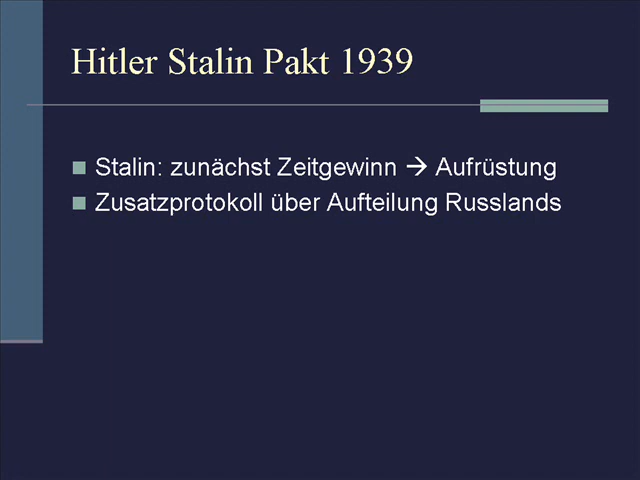 Hitler Stalin Pakt 1939
Stalin: zunächst Zeitgewinn → Aufrüstung
Zusatzprotokoll über Aufteilung Russlands